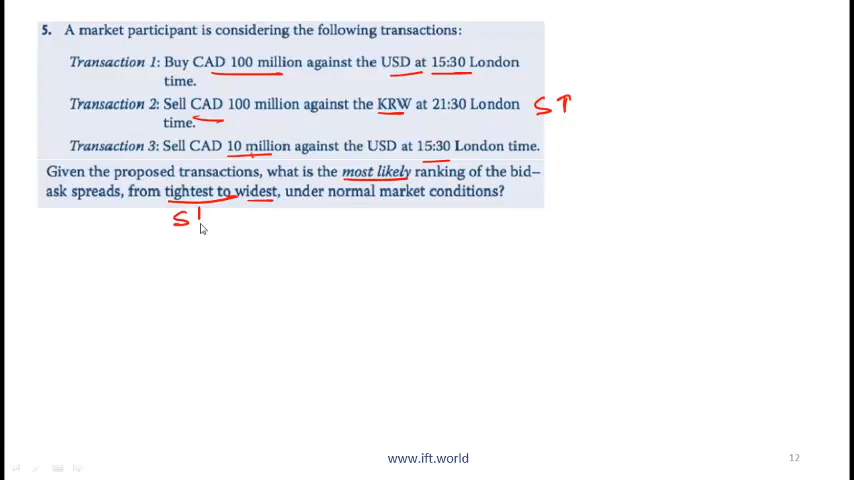 5. A market participant is considering the following transactions:
Transaction 1: Buy CAD 100 million against the USD at 15:30 London
time.
Transaction 2: Sell CAD 100 million against the KRW at 21:30 London
S↑
time.
Transaction 3: Sell CAD 10 million against the USD at 15:30 London time.
Given the proposed transactions, what is the most likely ranking of the bid–
ask spreads, from tightest to widest, under normal market conditions?
S
www.ift.world
12